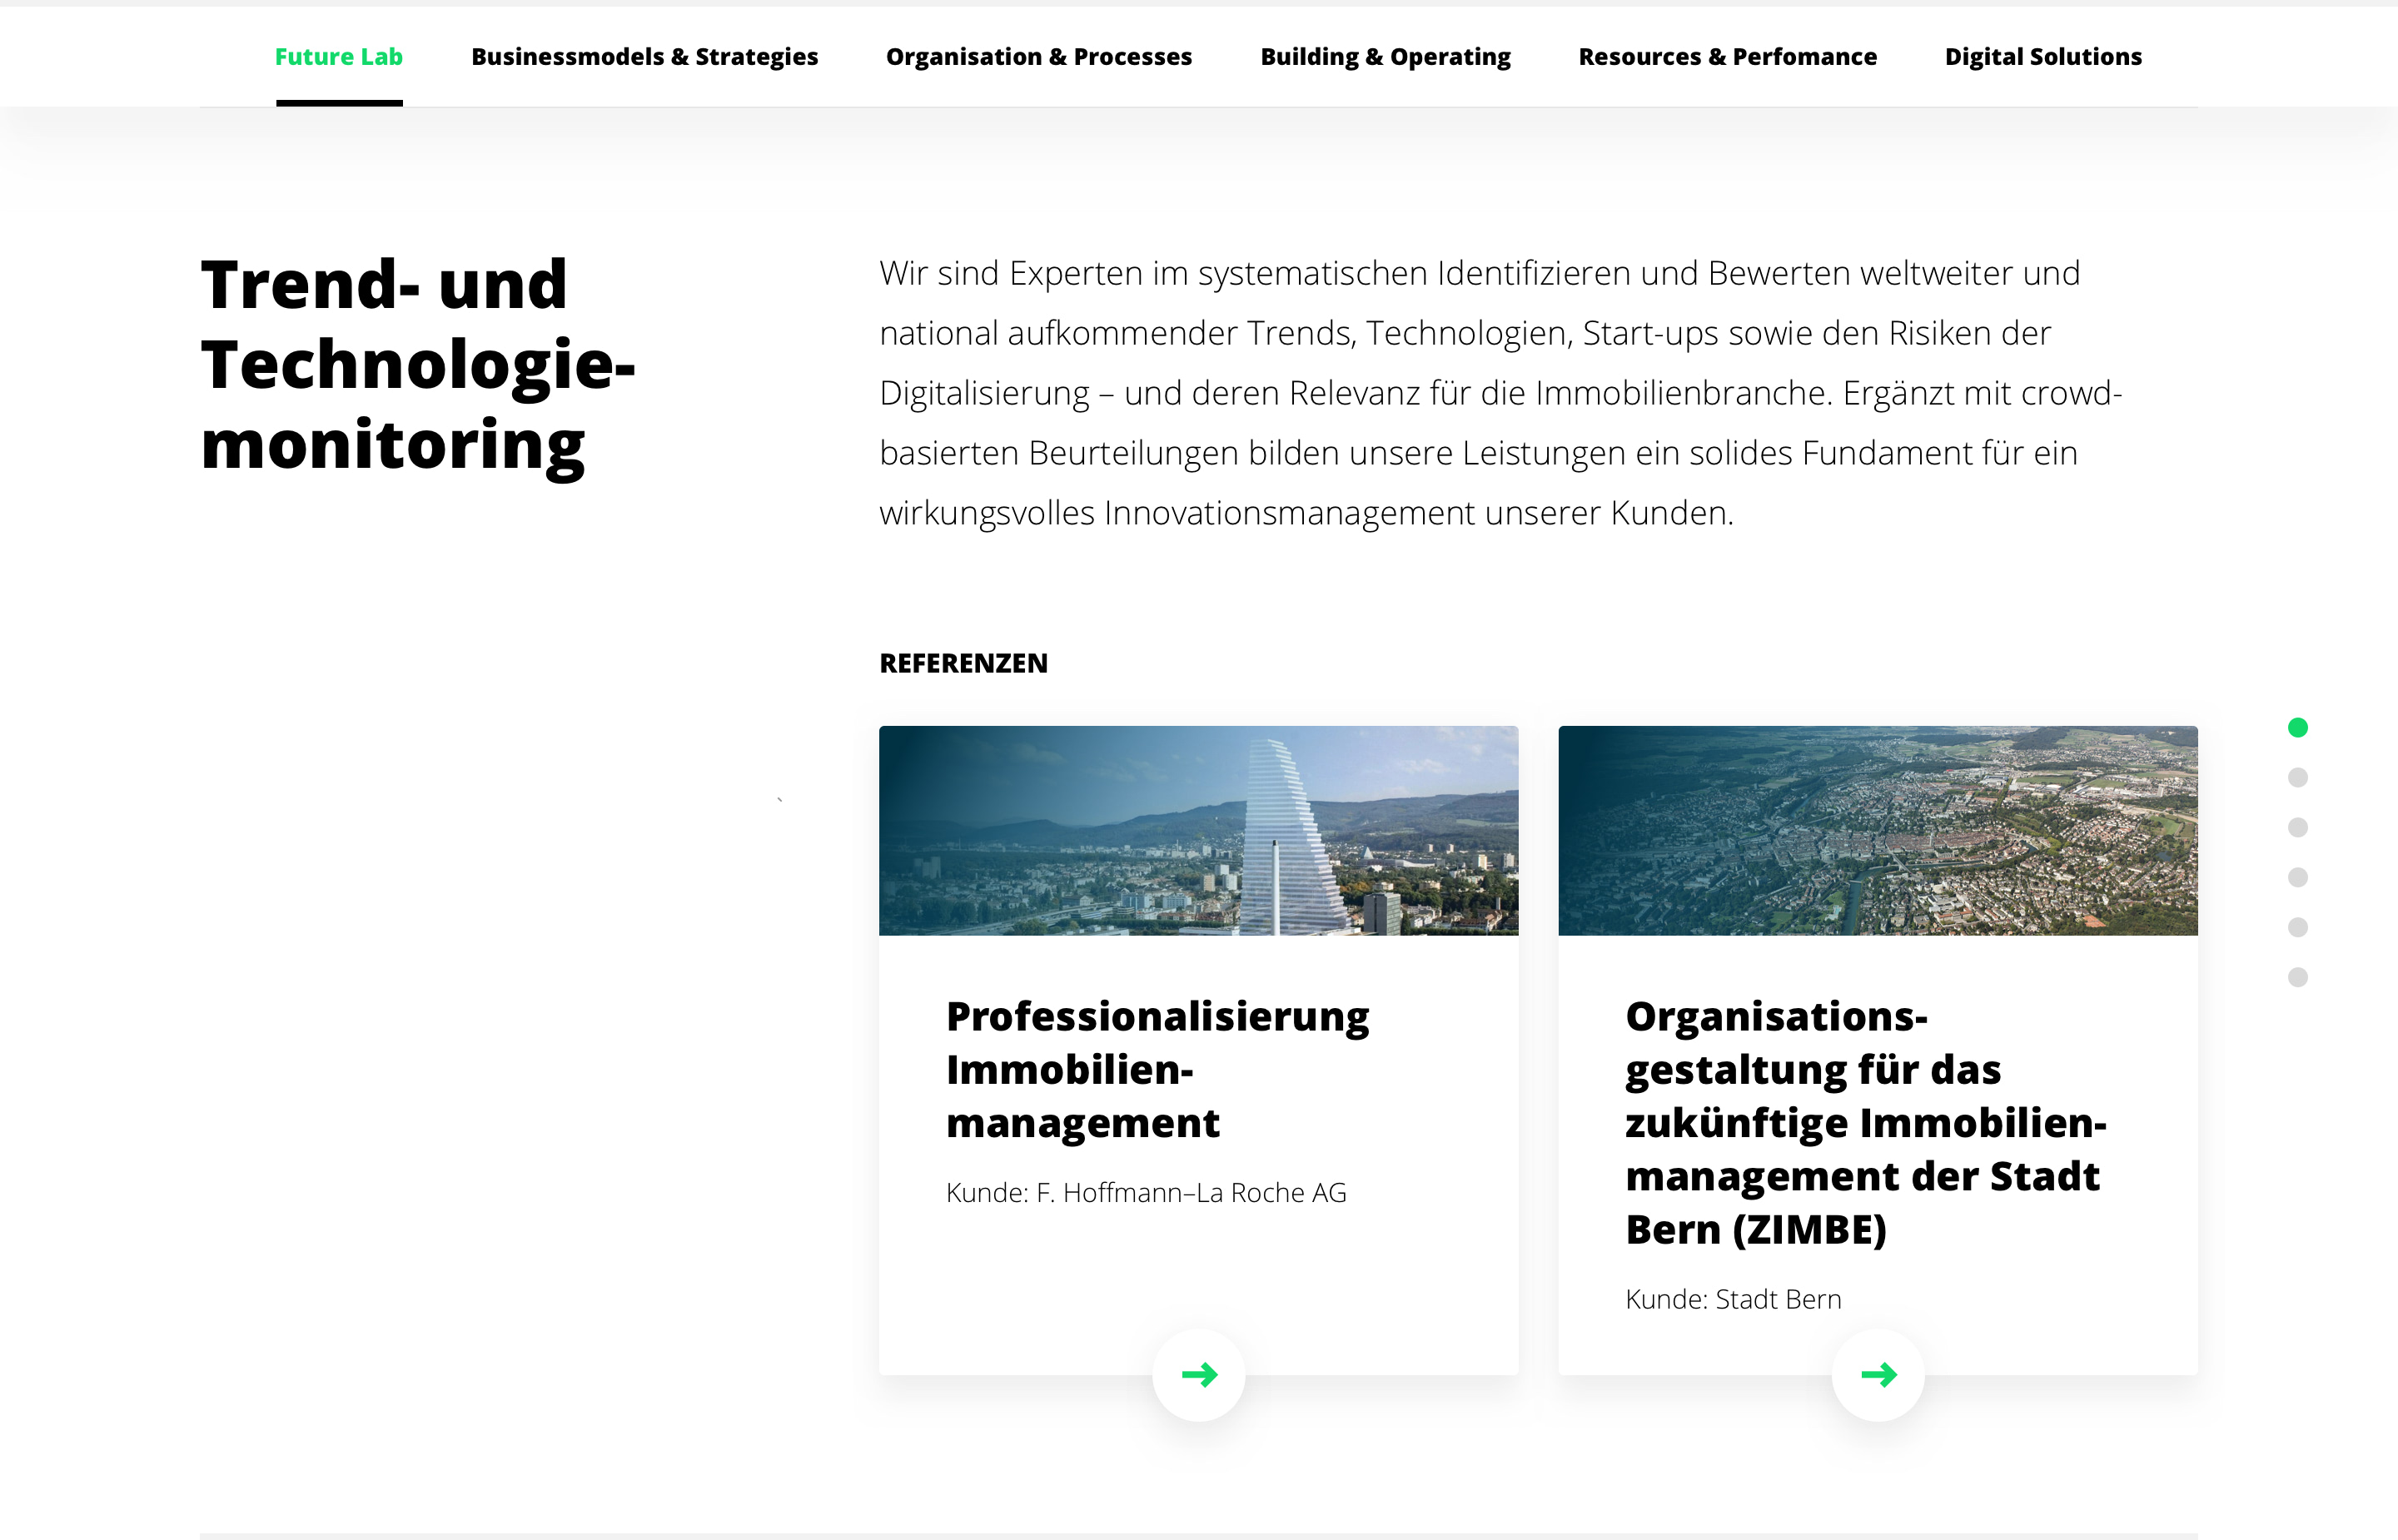 Future Lab
Businessmodels & Strategies
Organisation & Processes
Building & Operating
Resources & Perfomance
Digital Solutions
Trend- und
Technologie-
monitoring
Wir sind Experten im systematischen Identifizieren und Bewerten weltweiter und
national aufkommender Trends, Technologien, Start-ups sowie den Risiken der
Digitalisierung – und deren Relevanz für die Immobilienbranche. Ergänzt mit crowd-
basierten Beurteilungen bilden unsere Leistungen ein solides Fundament für ein
wirkungsvolles Innovationsmanagement unserer Kunden.
REFERENZEN
Professionalisierung
Immobilien-
management
Kunde: F. Hoffmann–La Roche AG
Organisations-
gestaltung für das
zukünftige Immobilien-
management der Stadt
Bern (ZIMBE)
Kunde: Stadt Bern